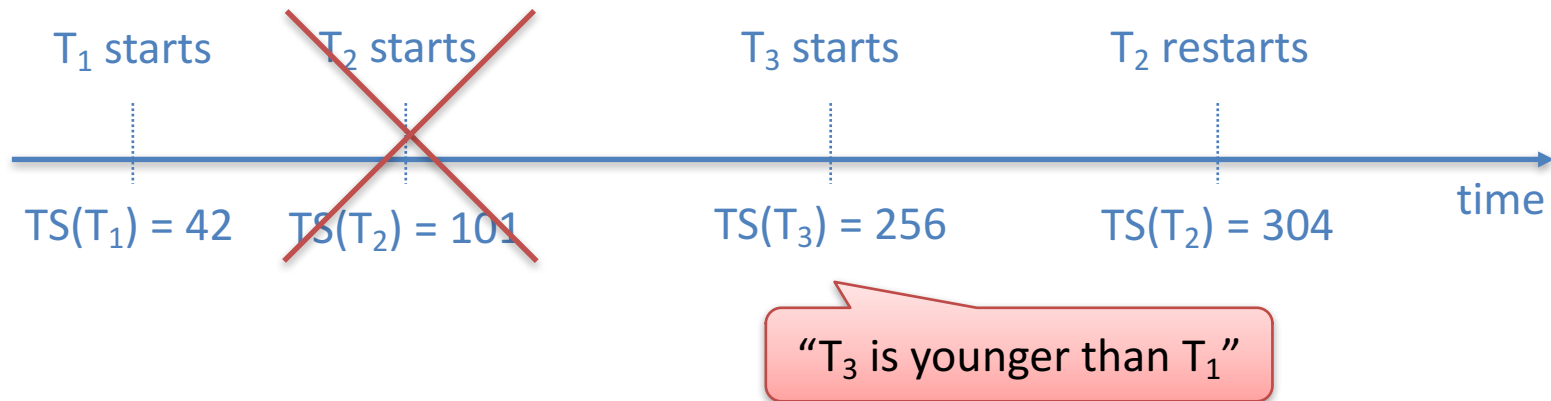 T₁ starts
T₂ starts
T₃ starts
T₂ restarts
time
TS(T₁) = 42
TS(T₂) = 101
TS(T₃) = 256
TS(T₂) = 304
“T₃ is younger than T₁”